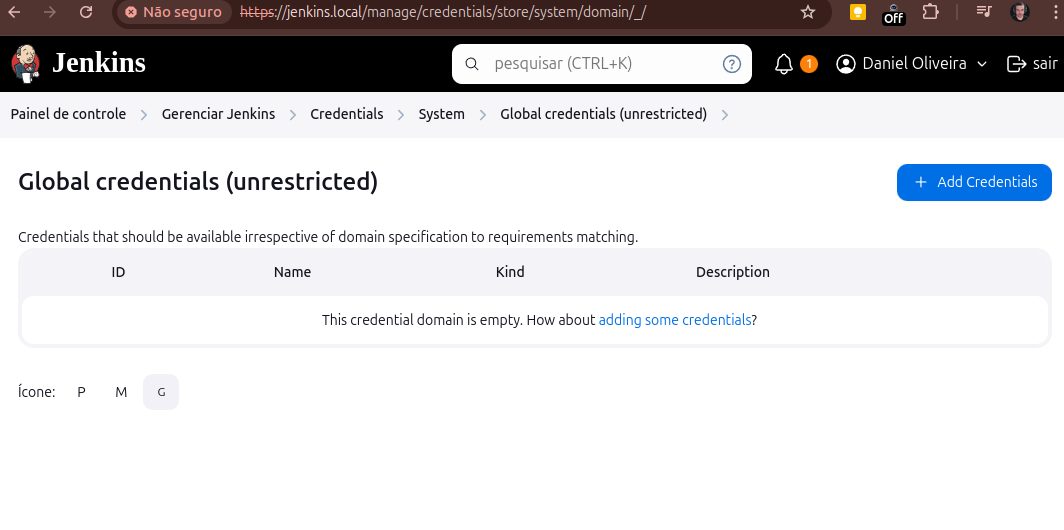 Não seguro https://jenkins.local/manage/credentials/store/system/domain/_/ Off
Jenkins pesquisar (CTRL+K) ? 1 Daniel Oliveira sair
Painel de controle Gerenciar Jenkins Credentials System Global credentials (unrestricted)
Global credentials (unrestricted) + Add Credentials
Credentials that should be available irrespective of domain specification to requirements matching.
ID Name Kind Description
This credential domain is empty. How about adding some credentials?
Ícone: P M G